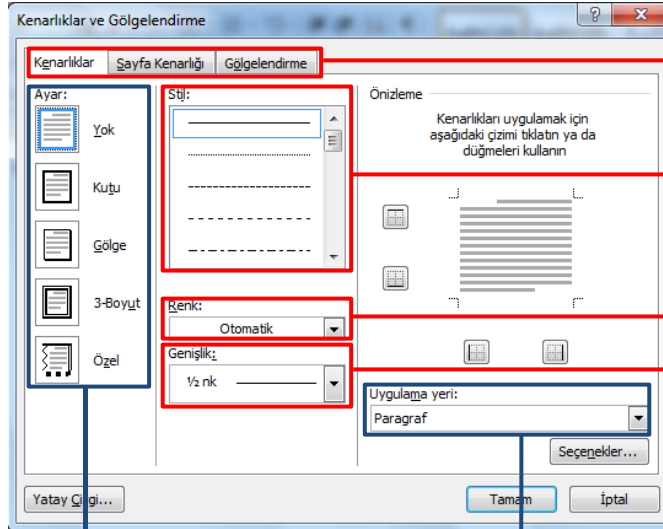 Kenarlıklar ve Gölgelendirme
Kenarlıklar Sayfa Kenarlığı Gölgelendirme
Ayar:
Yok
Kutu
Gölge
3-Boyut
Özel
Stil:
Renk:
Otomatik
Genişlik:
½ nk
Önizleme
Kenarlıkları uygulamak için
aşağıdaki çizimi tıklatın ya da
düğmeleri kullanın
Uygulama yeri:
Paragraf
Seçenekler...
Yatay Çizgi...
Tamam
İptal